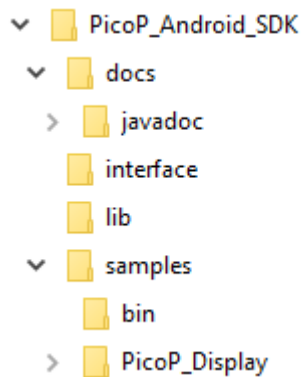 PicoP_Android_SDK
docs
javadoc
interface
lib
samples
bin
PicoP_Display